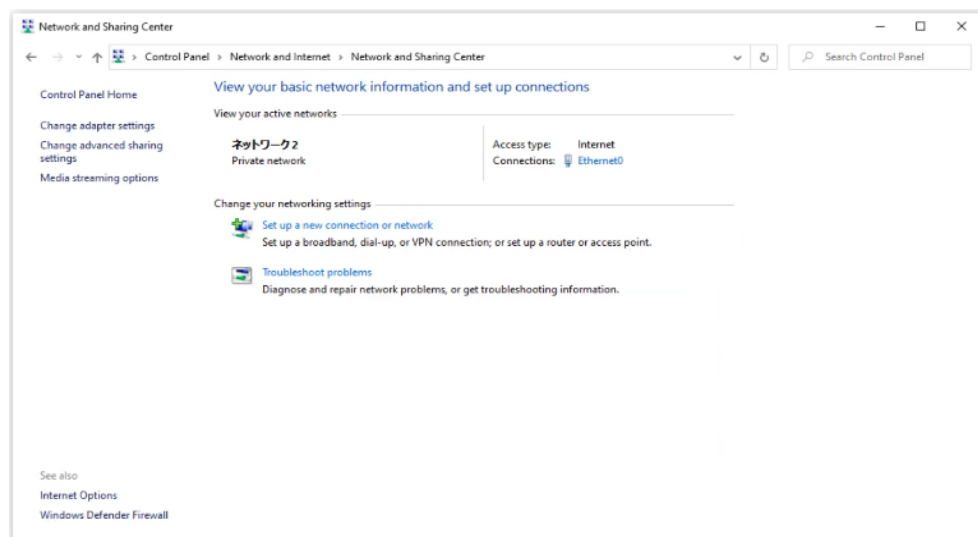 Network and Sharing Center
Control Panel > Network and Internet > Network and Sharing Center
Search Control Panel
Control Panel Home
Change adapter settings
Change advanced sharing
settings
Media streaming options
View your basic network information and set up connections
View your active networks
ネットワーク 2
Private network
Access type: Internet
Connections: Ethernet0
Change your networking settings
Set up a new connection or network
Set up a broadband, dial-up, or VPN connection; or set up a router or access point.
Troubleshoot problems
Diagnose and repair network problems, or get troubleshooting information.
See also
Internet Options
Windows Defender Firewall